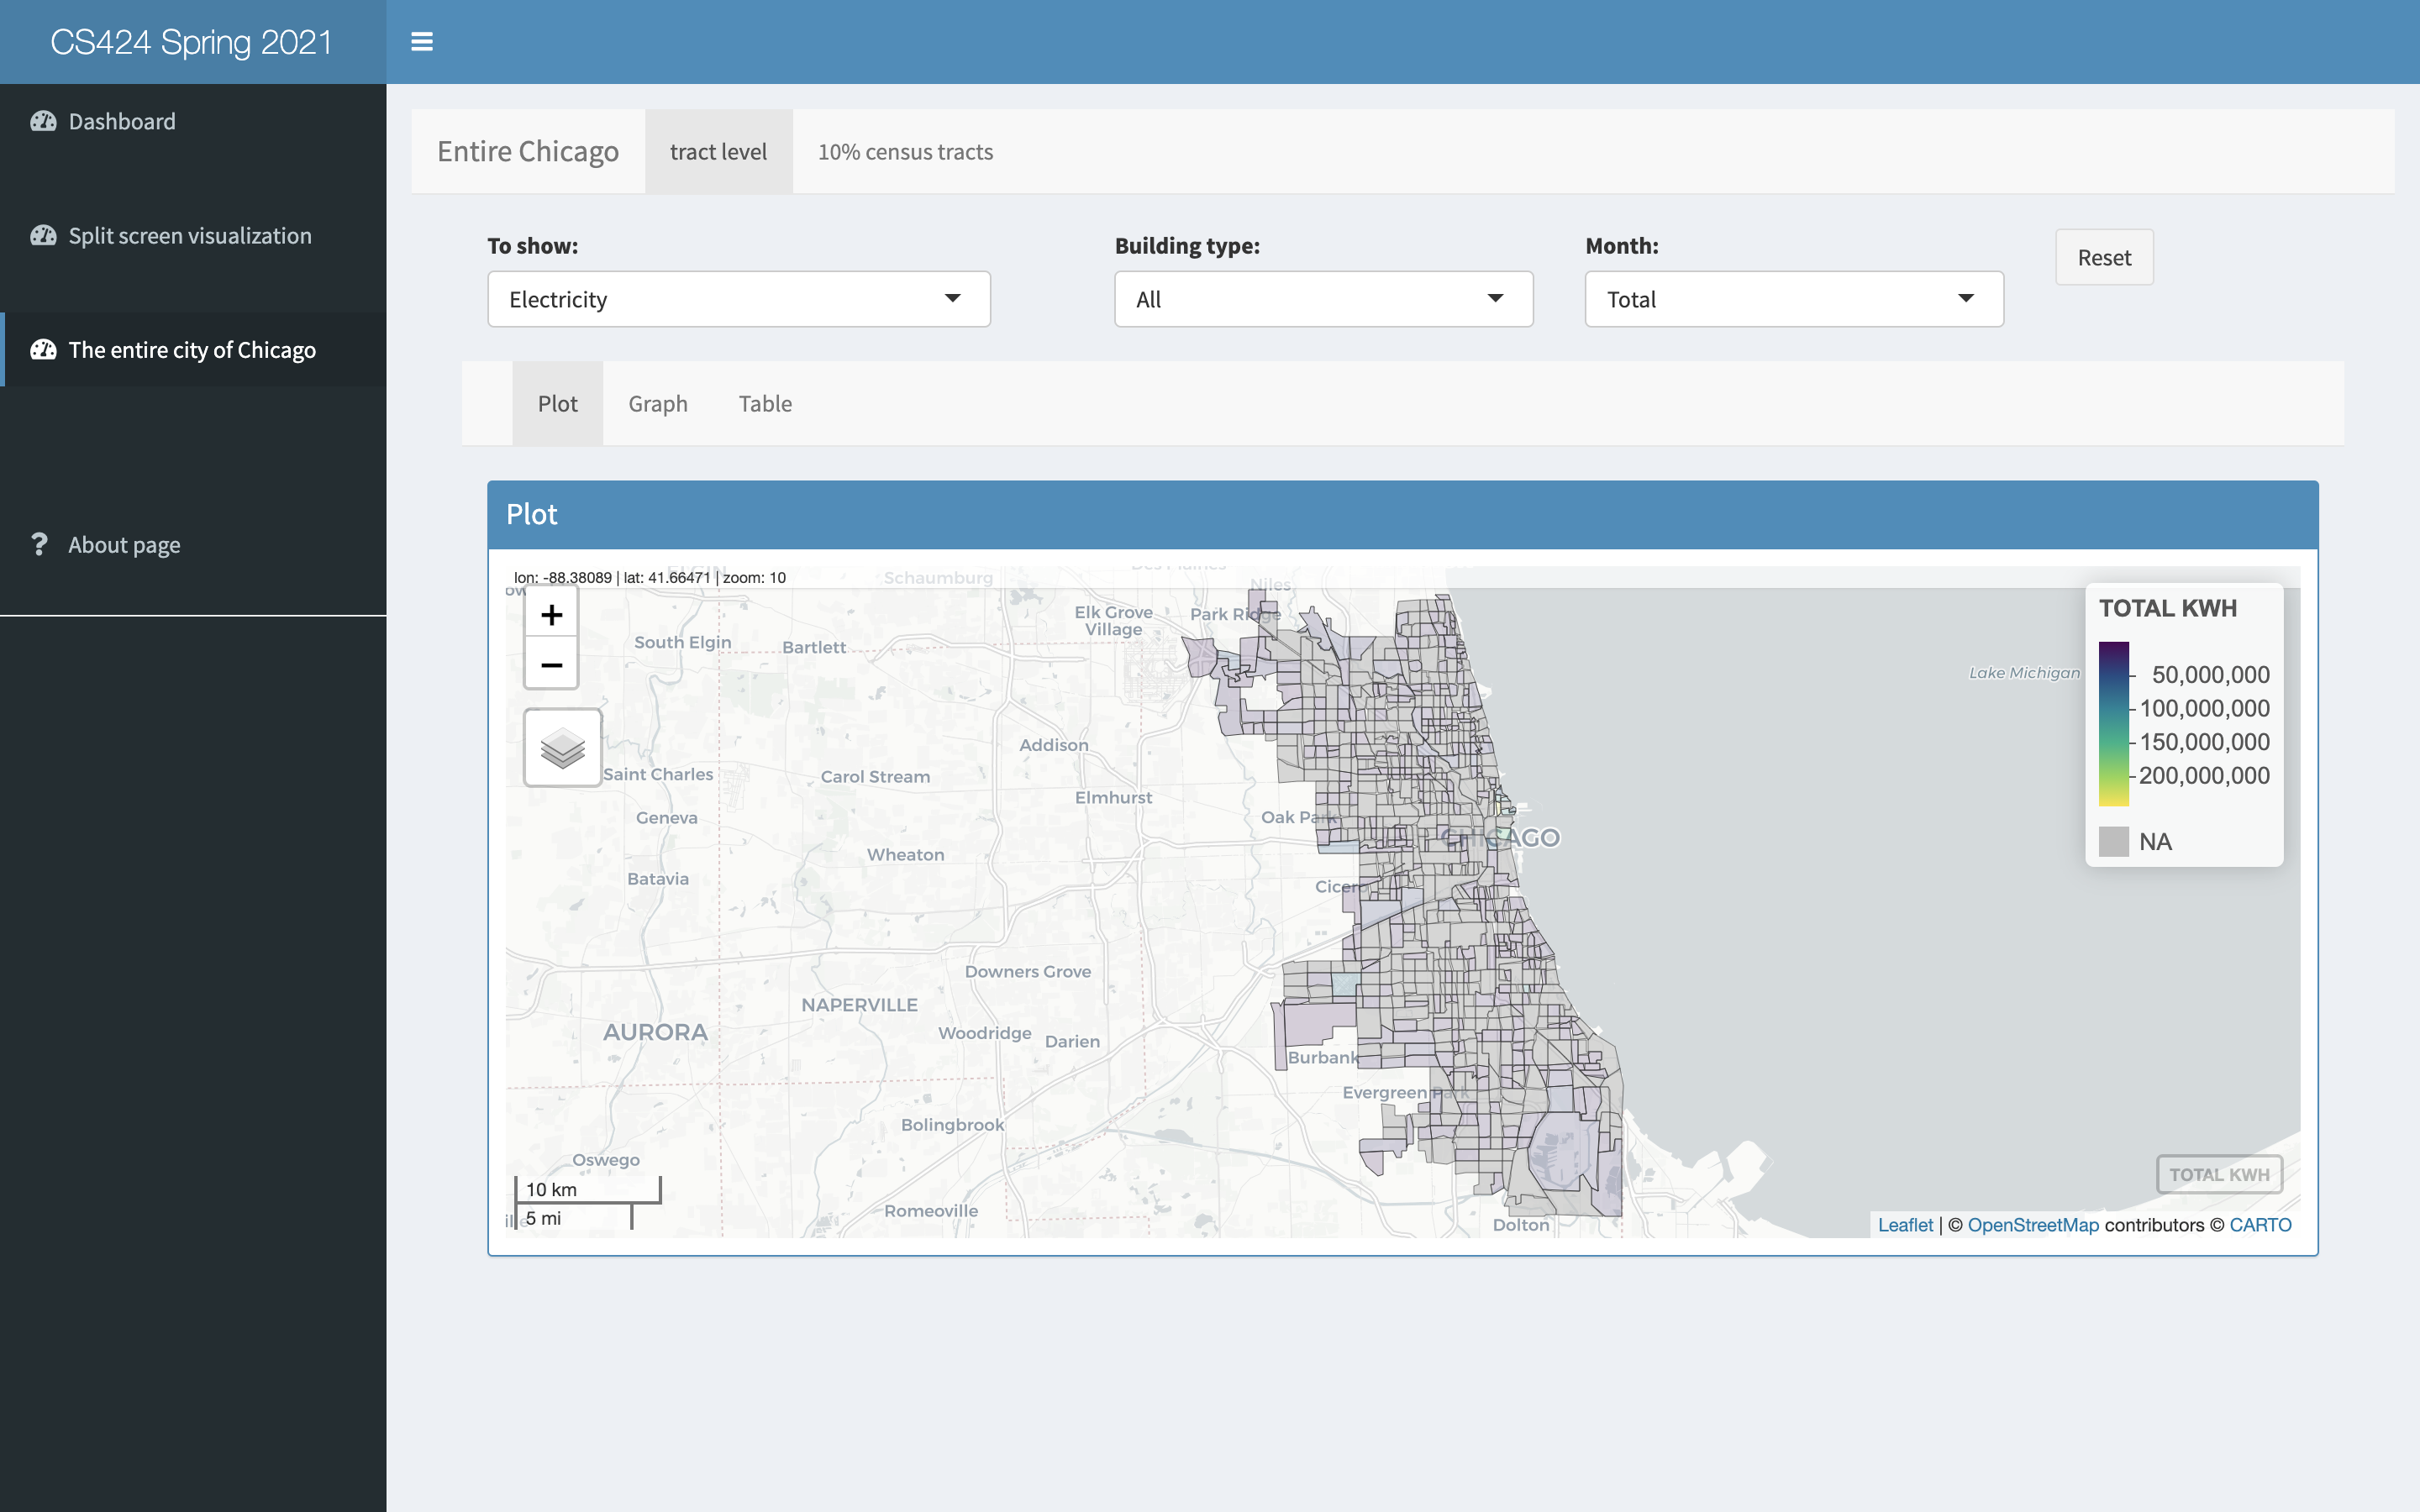 CS424 Spring 2021
Dashboard
Split screen visualization
The entire city of Chicago
About page
Entire Chicago
tract level
10% census tracts
To show:
Building type:
Month:
Electricity
All
Total
Reset
Plot
Graph
Table
Plot
lon: -88.38089 | lat: 41.66471 | zoom: 10
ELGIN
Schaumburg
Des Plaines
Niles
+
−
Elk Grove
Village
Park Ridge
South Elgin
Bartlett
Lake Michigan
Addison
Saint Charles
Carol Stream
Elmhurst
Geneva
Oak Park
CHICAGO
Wheaton
Batavia
Cicero
Downers Grove
NAPERVILLE
AURORA
Woodridge
Darien
Burbank
Evergreen Park
Bolingbrook
Oswego
Romeoville
Dolton
10 km
5 mi
TOTAL KWH
50,000,000
100,000,000
150,000,000
200,000,000
NA
TOTAL KWH
Leaflet | © OpenStreetMap contributors © CARTO